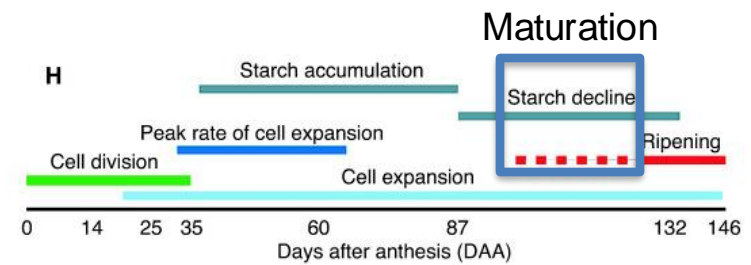 Maturation
H
Starch accumulation
Starch decline
Peak rate of cell expansion
Ripening
Cell division
Cell expansion
0 14 25 35 60 87 132 146
Days after anthesis (DAA)